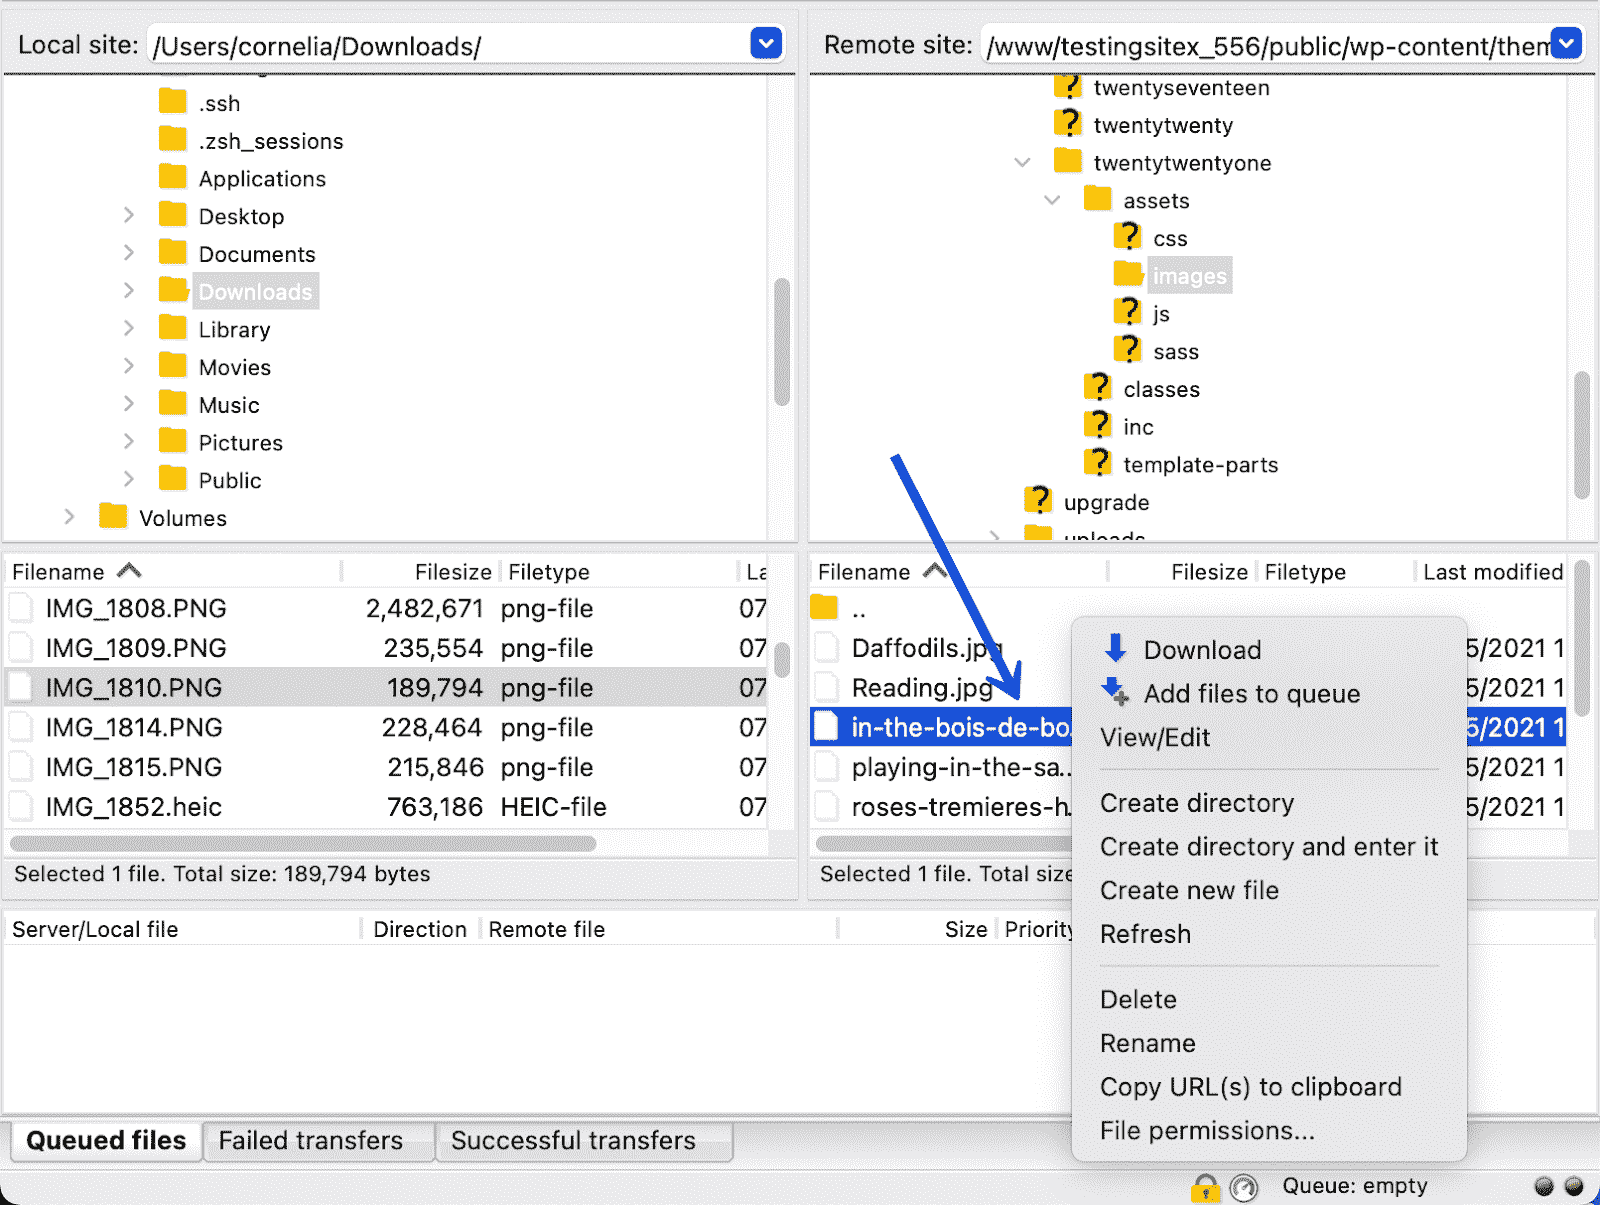 Local site: /Users/cornelia/Downloads/
.ssh
.zsh_sessions
Applications
Desktop
Documents
Downloads
Library
Movies
Music
Pictures
Public
Volumes
Remote site: /www/testingsitex_556/public/wp-content/them
twentyseventeen
twentytwenty
twentytwentyone
assets
css
images
js
sass
classes
inc
template-parts
upgrade
uploads
Filename Filesize Filetype La
IMG_1808.PNG 2,482,671 png-file 07
IMG_1809.PNG 235,554 png-file 07
IMG_1810.PNG 189,794 png-file 07
IMG_1814.PNG 228,464 png-file 07
IMG_1815.PNG 215,846 png-file 07
IMG_1852.heic 763,186 HEIC-file 07
Selected 1 file. Total size: 189,794 bytes
Filename Filesize Filetype Last modified
..
Daffodils.jpg 5/2021 1
Reading.jpg 5/2021 1
in-the-bois-de-bo.. 5/2021 1
playing-in-the-sa.. 5/2021 1
roses-tremieres-h.. 5/2021 1
Selected 1 file. Total size
Download
Add files to queue
View/Edit
Create directory
Create directory and enter it
Create new file
Refresh
Delete
Rename
Copy URL(s) to clipboard
File permissions...
Server/Local file Direction Remote file Size Priority
Queued files Failed transfers Successful transfers
Queue: empty